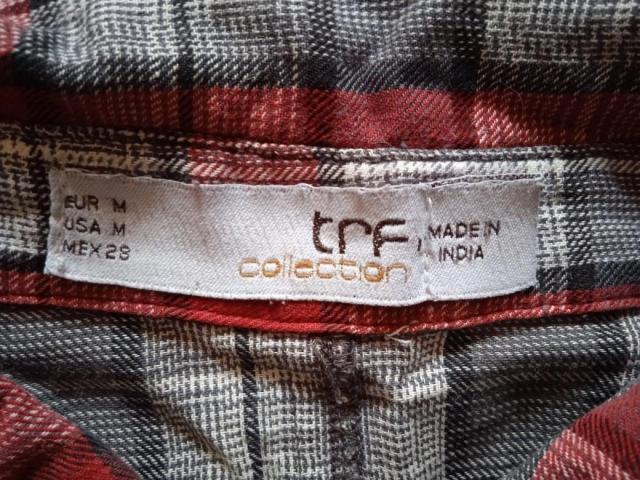 EUR M
USA M
MEX 28
trf
collection
MADE IN
INDIA